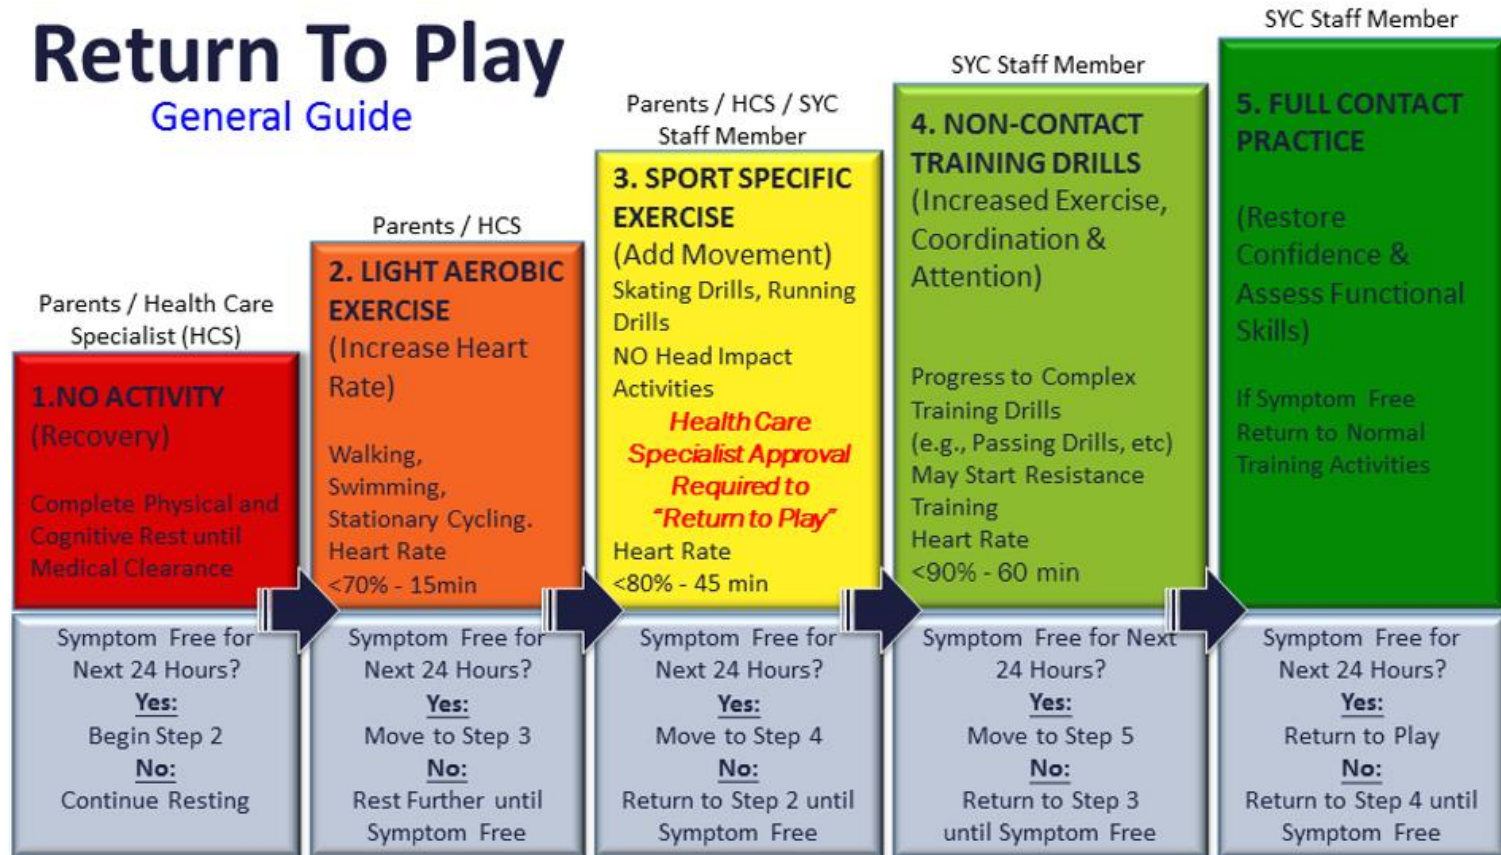 Return To Play
General Guide
Parents / Health Care
Specialist (HCS)
1.NO ACTIVITY
(Recovery)
Complete Physical and
Cognitive Rest until
Medical Clearance
Symptom Free for
Next 24 Hours?
Yes:
Begin Step 2
No:
Continue Resting
Parents / HCS
2. LIGHT AEROBIC
EXERCISE
(Increase Heart
Rate)
Walking,
Swimming,
Stationary Cycling.
Heart Rate
<70% - 15min
Symptom Free for
Next 24 Hours?
Yes:
Move to Step 3
No:
Rest Further until
Symptom Free
Parents / HCS / SYC
Staff Member
3. SPORT SPECIFIC
EXERCISE
(Add Movement)
Skating Drills, Running
Drills
NO Head Impact
Activities
Health Care
Specialist Approval
Required to
"Return to Play"
Heart Rate
<80% - 45 min
Symptom Free for
Next 24 Hours?
Yes:
Move to Step 4
No:
Return to Step 2 until
Symptom Free
SYC Staff Member
4. NON-CONTACT
TRAINING DRILLS
(Increased Exercise,
Coordination &
Attention)
Progress to Complex
Training Drills
(e.g., Passing Drills, etc)
May Start Resistance
Training
Heart Rate
<90% - 60 min
Symptom Free for Next
24 Hours?
Yes:
Move to Step 5
No:
Return to Step 3
until Symptom Free
SYC Staff Member
5. FULL CONTACT
PRACTICE
(Restore
Confidence &
Assess Functional
Skills)
If Symptom Free
Return to Normal
Training Activities
Symptom Free for
Next 24 Hours?
Yes:
Return to Play
No:
Return to Step 4 until
Symptom Free